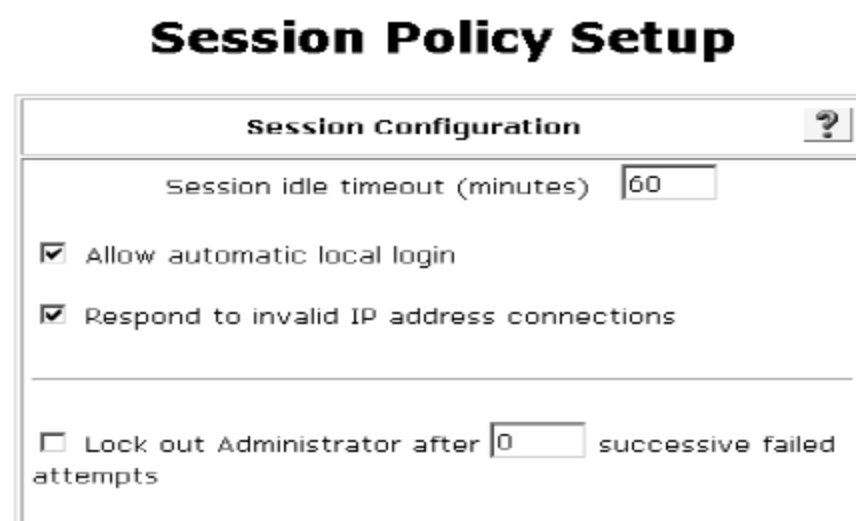 Session Policy Setup
Session Configuration ?
Session idle timeout (minutes) 60
Allow automatic local login
Respond to invalid IP address connections
Lock out Administrator after 0 successive failed
attempts